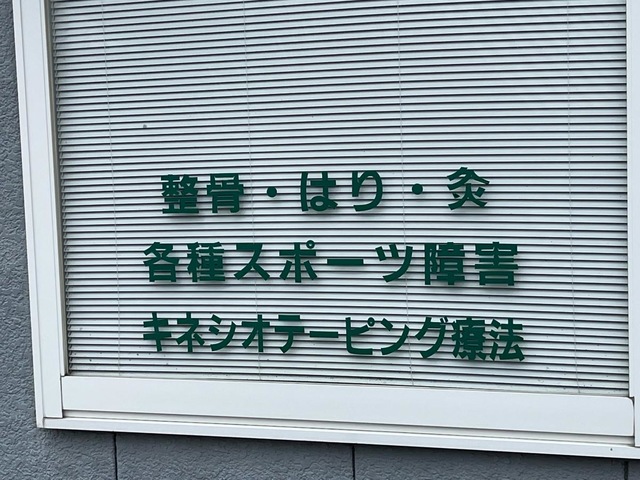 整骨・はり・灸
各種スポーツ障害
キネシオテーピング療法